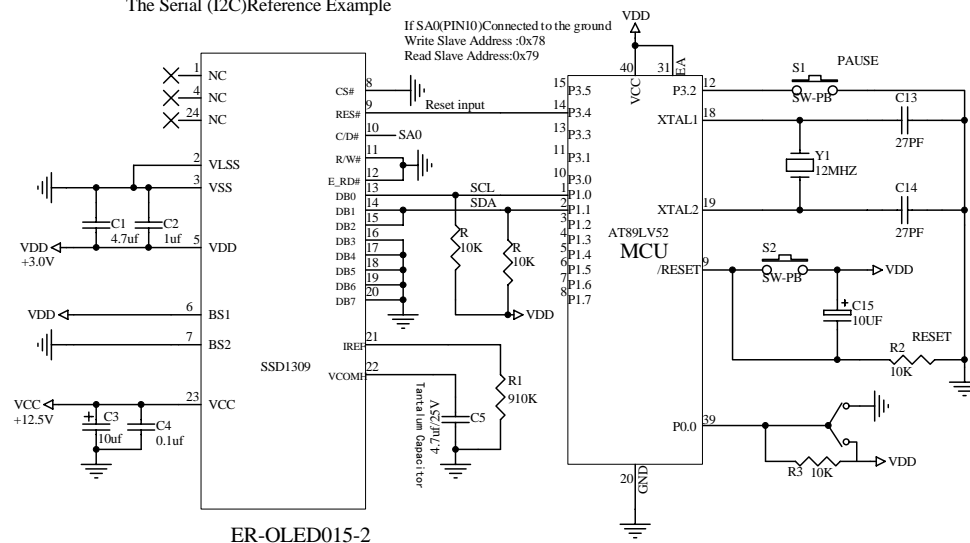 The Serial (I2C)Reference Example
If SA0(PIN10)Connected to the ground
Write Slave Address :0x78
Read Slave Address:0x79
1 NC
4 NC
24 NC
2 VLSS
3 VSS
C1 4.7uf
C2 1uf
VDD +3.0V
5 VDD
VDD 6 BS1
7 BS2
VCC +12.5V
23 VCC
C3 10uf
C4 0.1uf
SSD1309
ER-OLED015-2
CS# 8
RES# 9 Reset input
C/D# 10 SA0
R/W# 11
E_RD# 12
DB0 13 SCL
DB1 14 SDA
DB2 15
DB3 16
DB4 17
DB5 18
DB6 19
DB7 20
IREF 21
VCOMH 22
R 10K
R 10K
VDD
R1 910K
C5
4.7uf/25V
Tantalum Capacitor
VDD
40 VCC
31 EA
15 P3.5
14 P3.4
13 P3.3
11 P3.1
10 P3.0
1 P1.0
2 P1.1
3 P1.2
4 P1.3
5 P1.4
6 P1.5
7 P1.6
8 P1.7
AT89LV52
MCU
P3.2 12
XTAL1 18
XTAL2 19
/RESET 9
P0.0 39
20 GND
S1 PAUSE
SW-PB
C13
27PF
Y1
12MHZ
C14
27PF
S2
SW-PB
VDD
C15
10UF
RESET
R2
10K
R3 10K
VDD